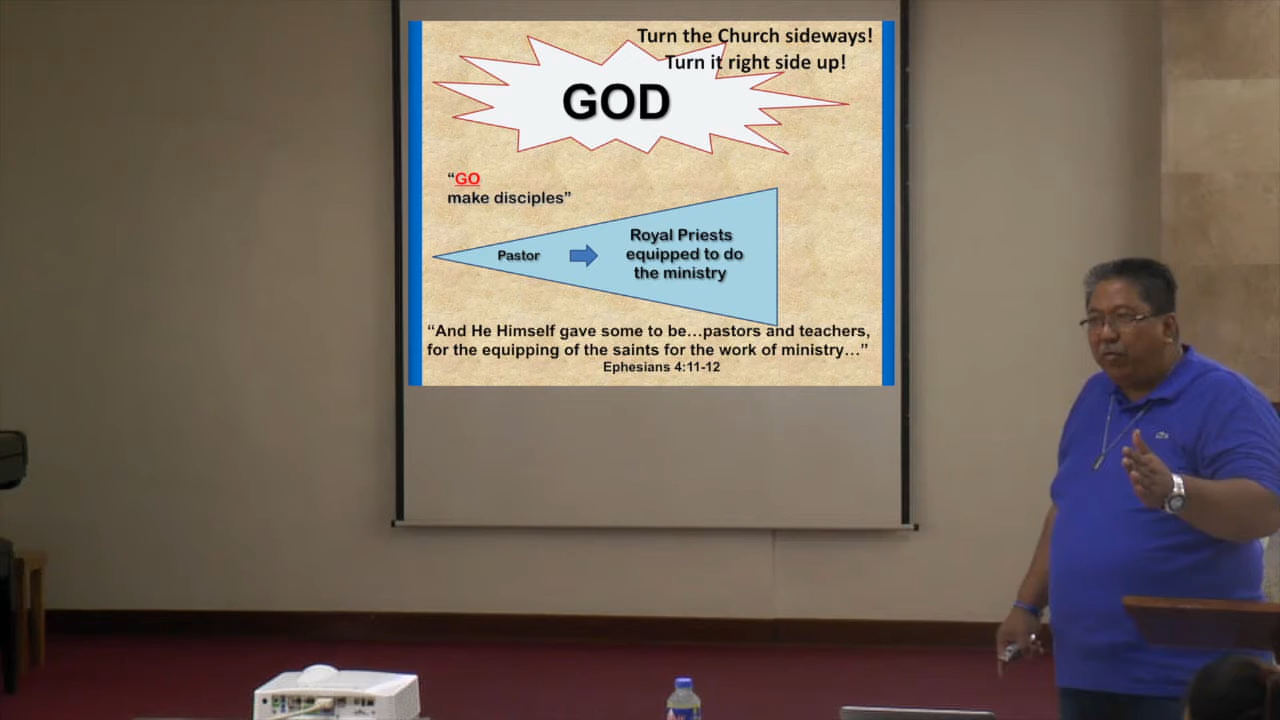 Turn the Church sideways!
Turn it right side up!
GOD
“GO
make disciples”
Pastor
Royal Priests
equipped to do
the ministry
“And He Himself gave some to be…pastors and teachers,
for the equipping of the saints for the work of ministry…”
Ephesians 4:11-12